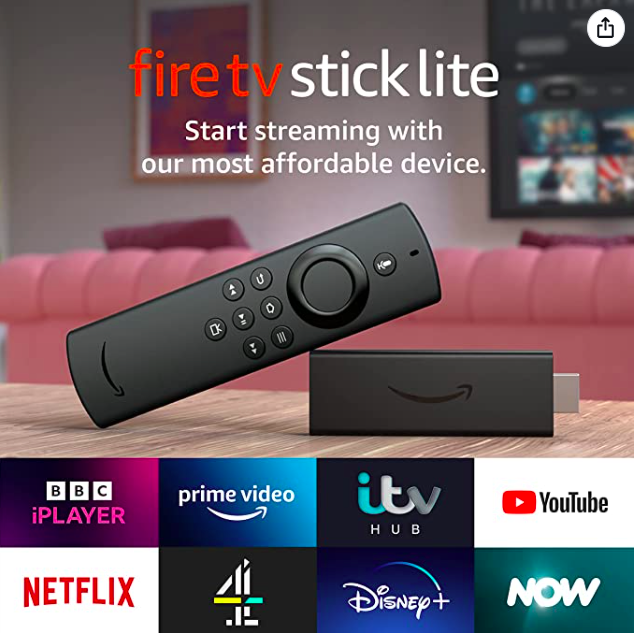 fire tv stick lite
Start streaming with
our most affordable device.
BBC
iPLAYER
prime video
itv
HUB
YouTube
NETFLIX
4
Disney+
NOW